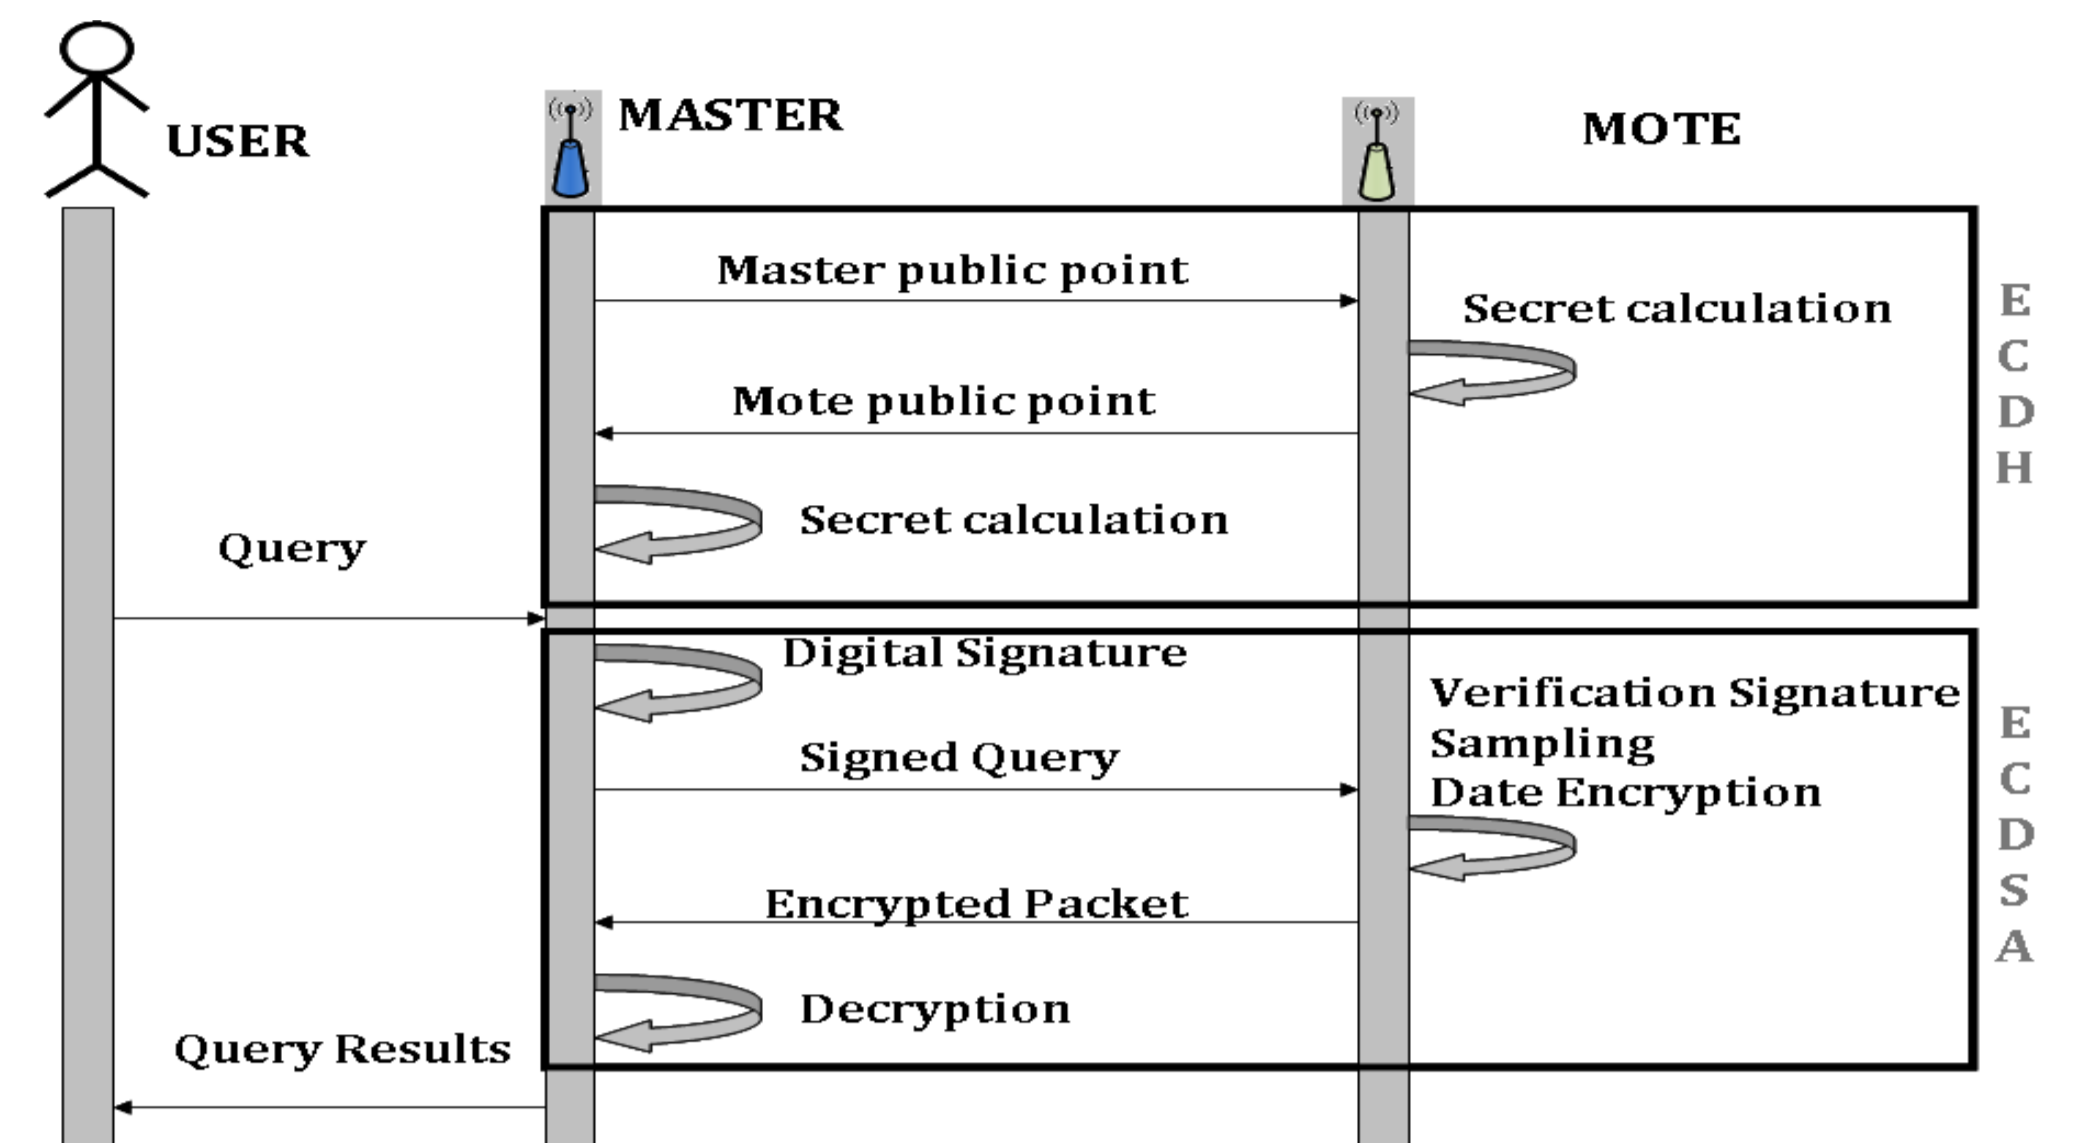 USER
MASTER
MOTE
Master public point
Secret calculation
Mote public point
Secret calculation
Query
E
C
D
H
Digital Signature
Verification Signature
Sampling
Date Encryption
Signed Query
Encrypted Packet
Decryption
Query Results
E
C
D
S
A